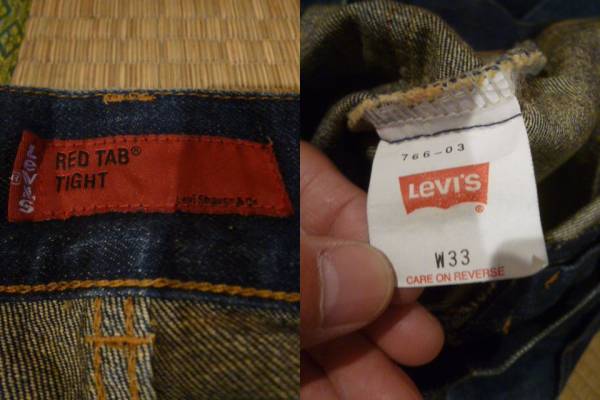 LEVI'S
RED TAB®
TIGHT
Levi Strauss & Co
766-03
LEVI'S
®
W33
CARE ON REVERSE